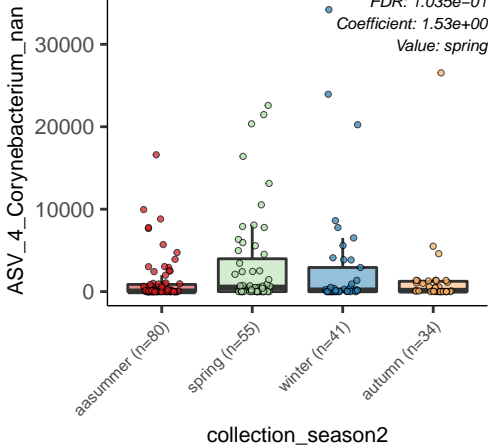 FDR: 1.035e−01
Coefficient: 1.53e+00
Value: spring
ASV_4_Corynebacterium_nan
30000
20000
10000
0
aasummer (n=80)
spring (n=55)
winter (n=41)
autumn (n=34)
collection_season2